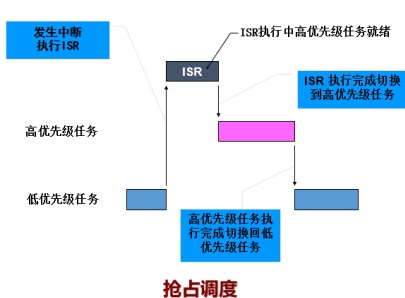 发生中断
执行ISR
ISR执行中高优先级任务就绪
ISR
ISR 执行完成切换
到高优先级任务
高优先级任务
低优先级任务
高优先级任务执
行完成切换回低
优先级任务
抢占调度